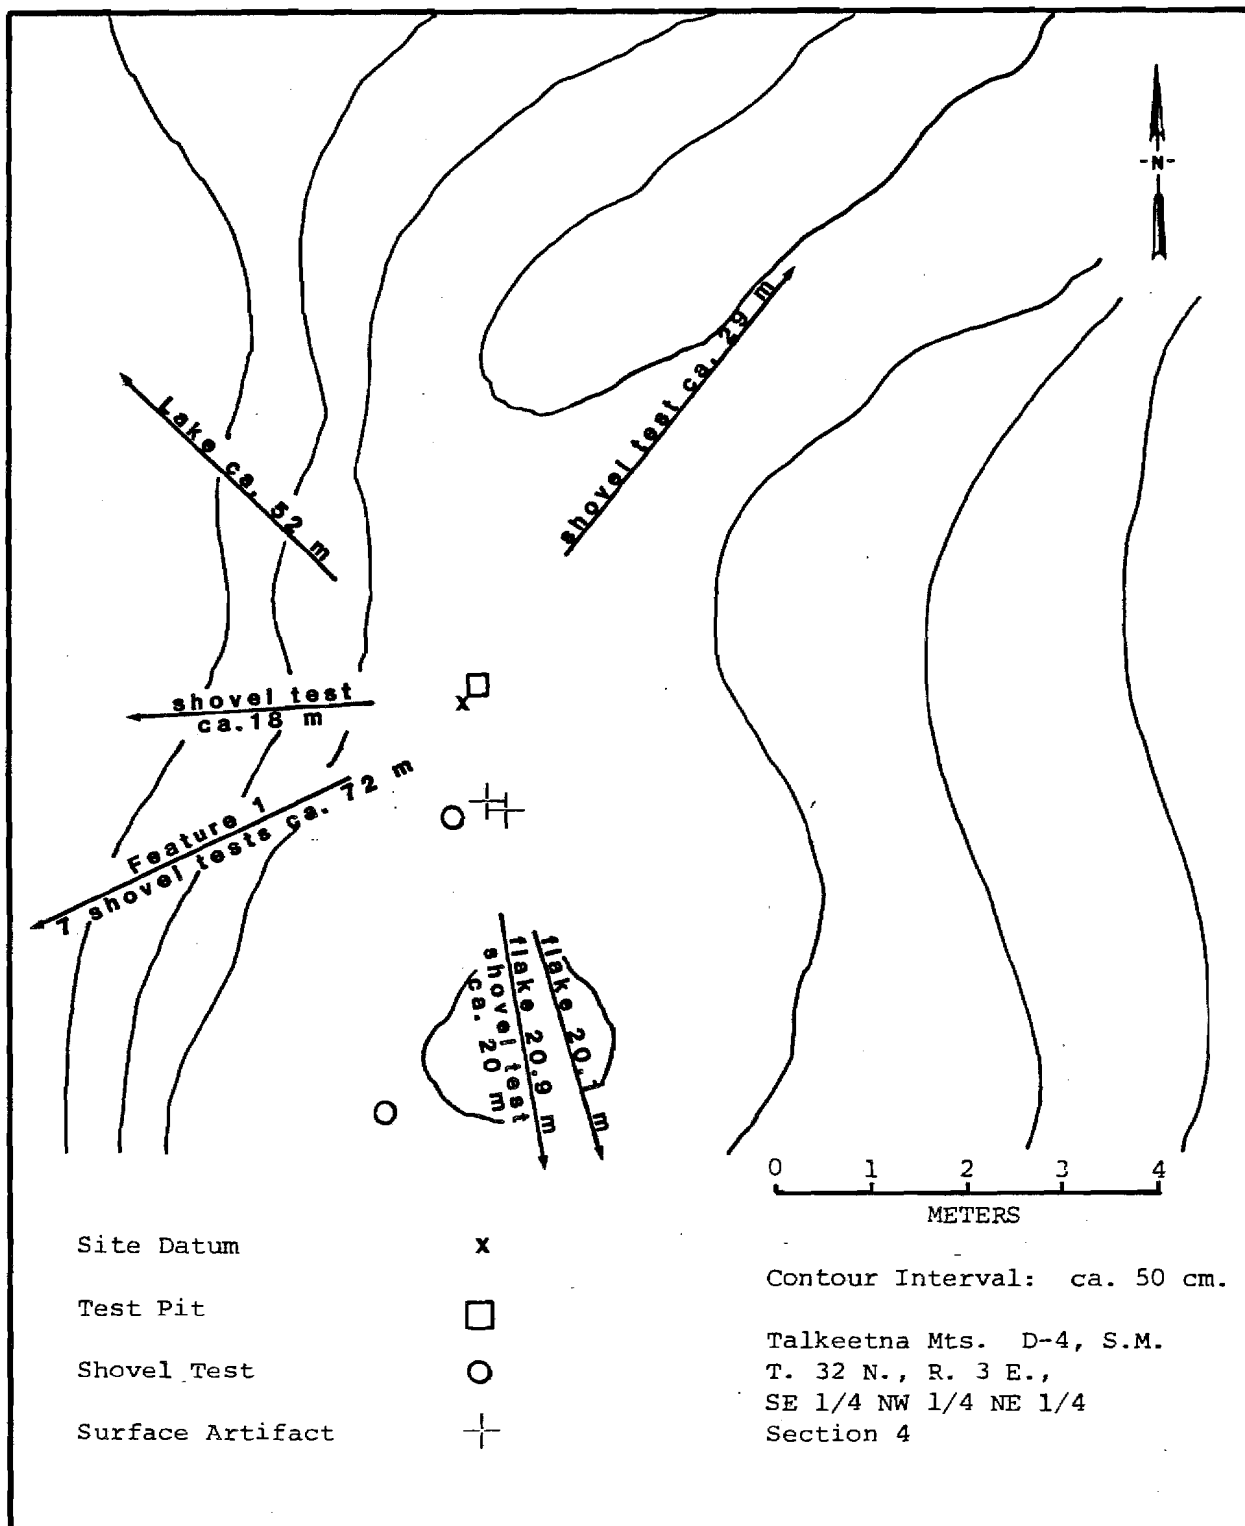 -N-
shovel test ca. 29 m
Lake ca. 52 m
shovel test
ca. 18 m
Feature 1
7 shovel tests ca. 72 m
flake 20.1 m
flake 20.9 m
shovel test
ca. 20 m
0 1 2 3 4
METERS
Site Datum x
Test Pit
Shovel Test
Surface Artifact
Contour Interval: ca. 50 cm.
Talkeetna Mts. D-4, S.M.
T. 32 N., R. 3 E.,
SE 1/4 NW 1/4 NE 1/4
Section 4